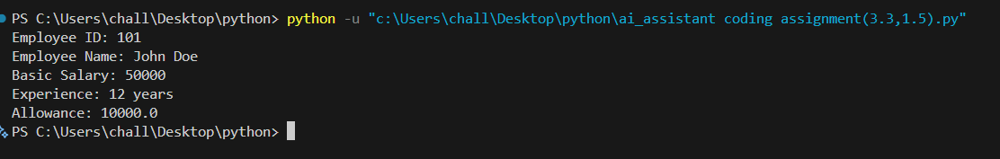 PS C:\Users\chall\Desktop\python> python -u "c:\Users\chall\Desktop\python\ai_assistant coding assignment(3.3,1.5).py"
Employee ID: 101
Employee Name: John Doe
Basic Salary: 50000
Experience: 12 years
Allowance: 10000.0
PS C:\Users\chall\Desktop\python>